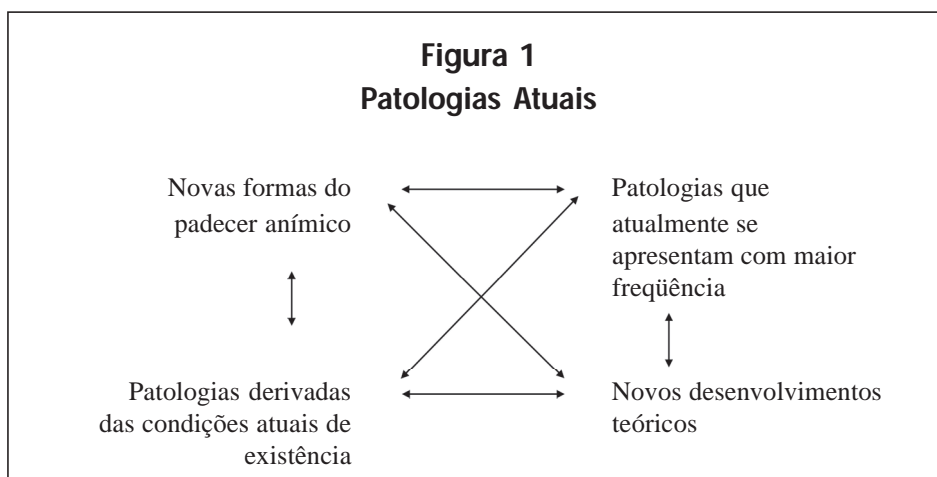 Figura 1
Patologias Atuais
Novas formas do
padecer anímico
Patologias que
atualmente se
apresentam com maior
freqüência
Patologias derivadas
das condições atuais de
existência
Novos desenvolvimentos
teóricos